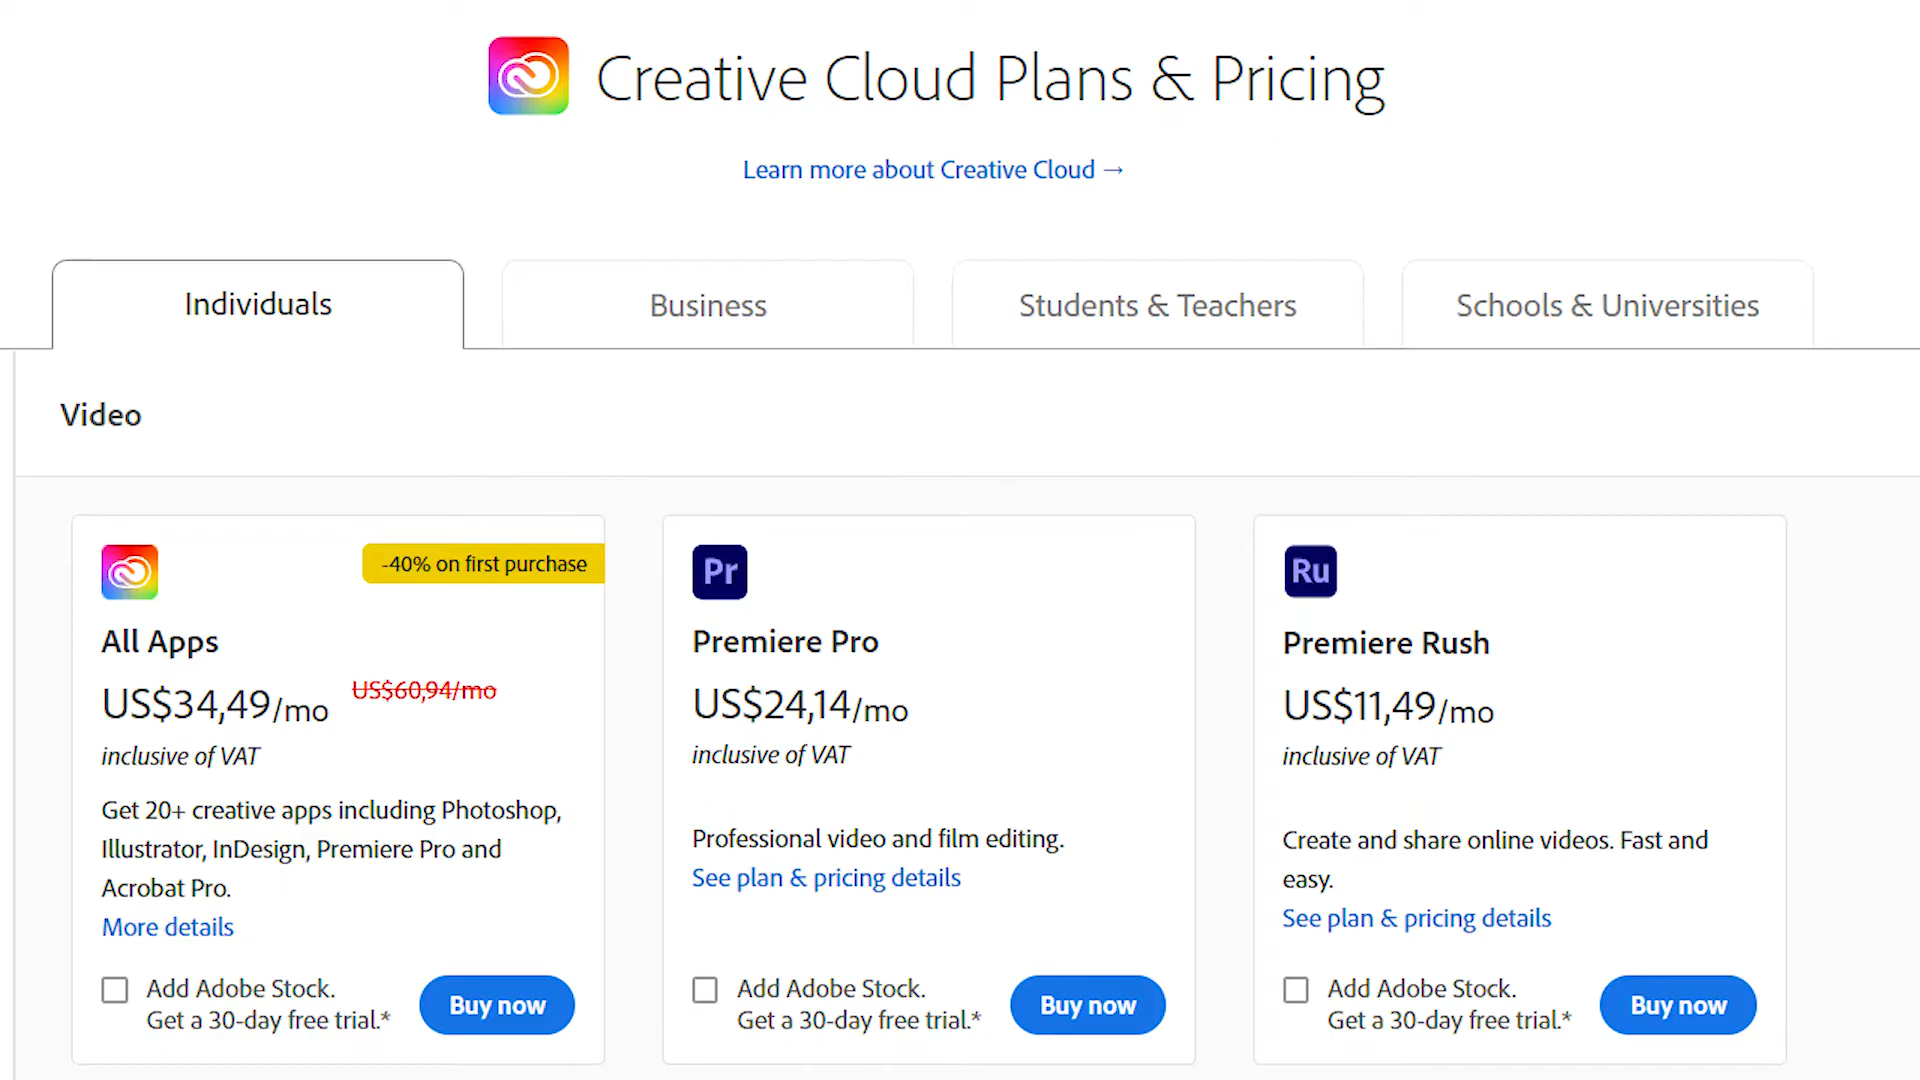 Creative Cloud Plans & Pricing
Learn more about Creative Cloud →
Individuals
Business
Students & Teachers
Schools & Universities
Video
-40% on first purchase
All Apps
US$34,49/mo US$60,94/mo
inclusive of VAT
Get 20+ creative apps including Photoshop,
Illustrator, InDesign, Premiere Pro and
Acrobat Pro.
More details
Add Adobe Stock.
Get a 30-day free trial.*
Buy now
Pr
Premiere Pro
US$24,14/mo
inclusive of VAT
Professional video and film editing.
See plan & pricing details
Add Adobe Stock.
Get a 30-day free trial.*
Buy now
Ru
Premiere Rush
US$11,49/mo
inclusive of VAT
Create and share online videos. Fast and
easy.
See plan & pricing details
Add Adobe Stock.
Get a 30-day free trial.*
Buy now